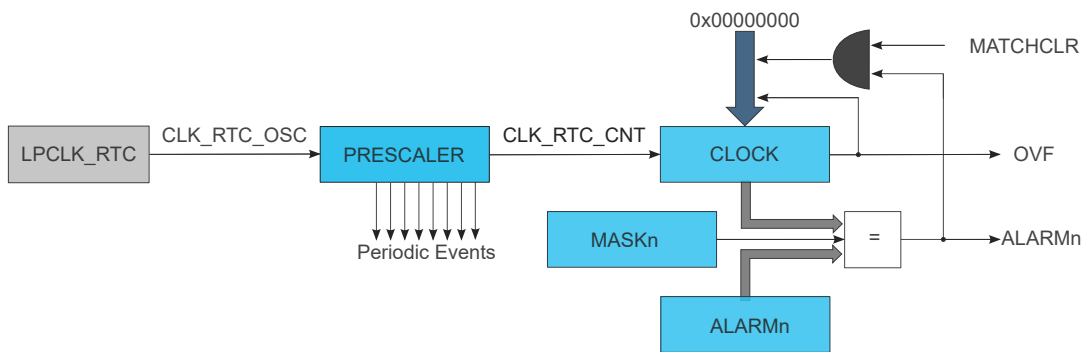 0x00000000
MATCHCLR
CLK_RTC_OSC
CLK_RTC_CNT
LPCLK_RTC
PRESCALER
CLOCK
OVF
Periodic Events
MASKn
=
ALARMn
ALARMn